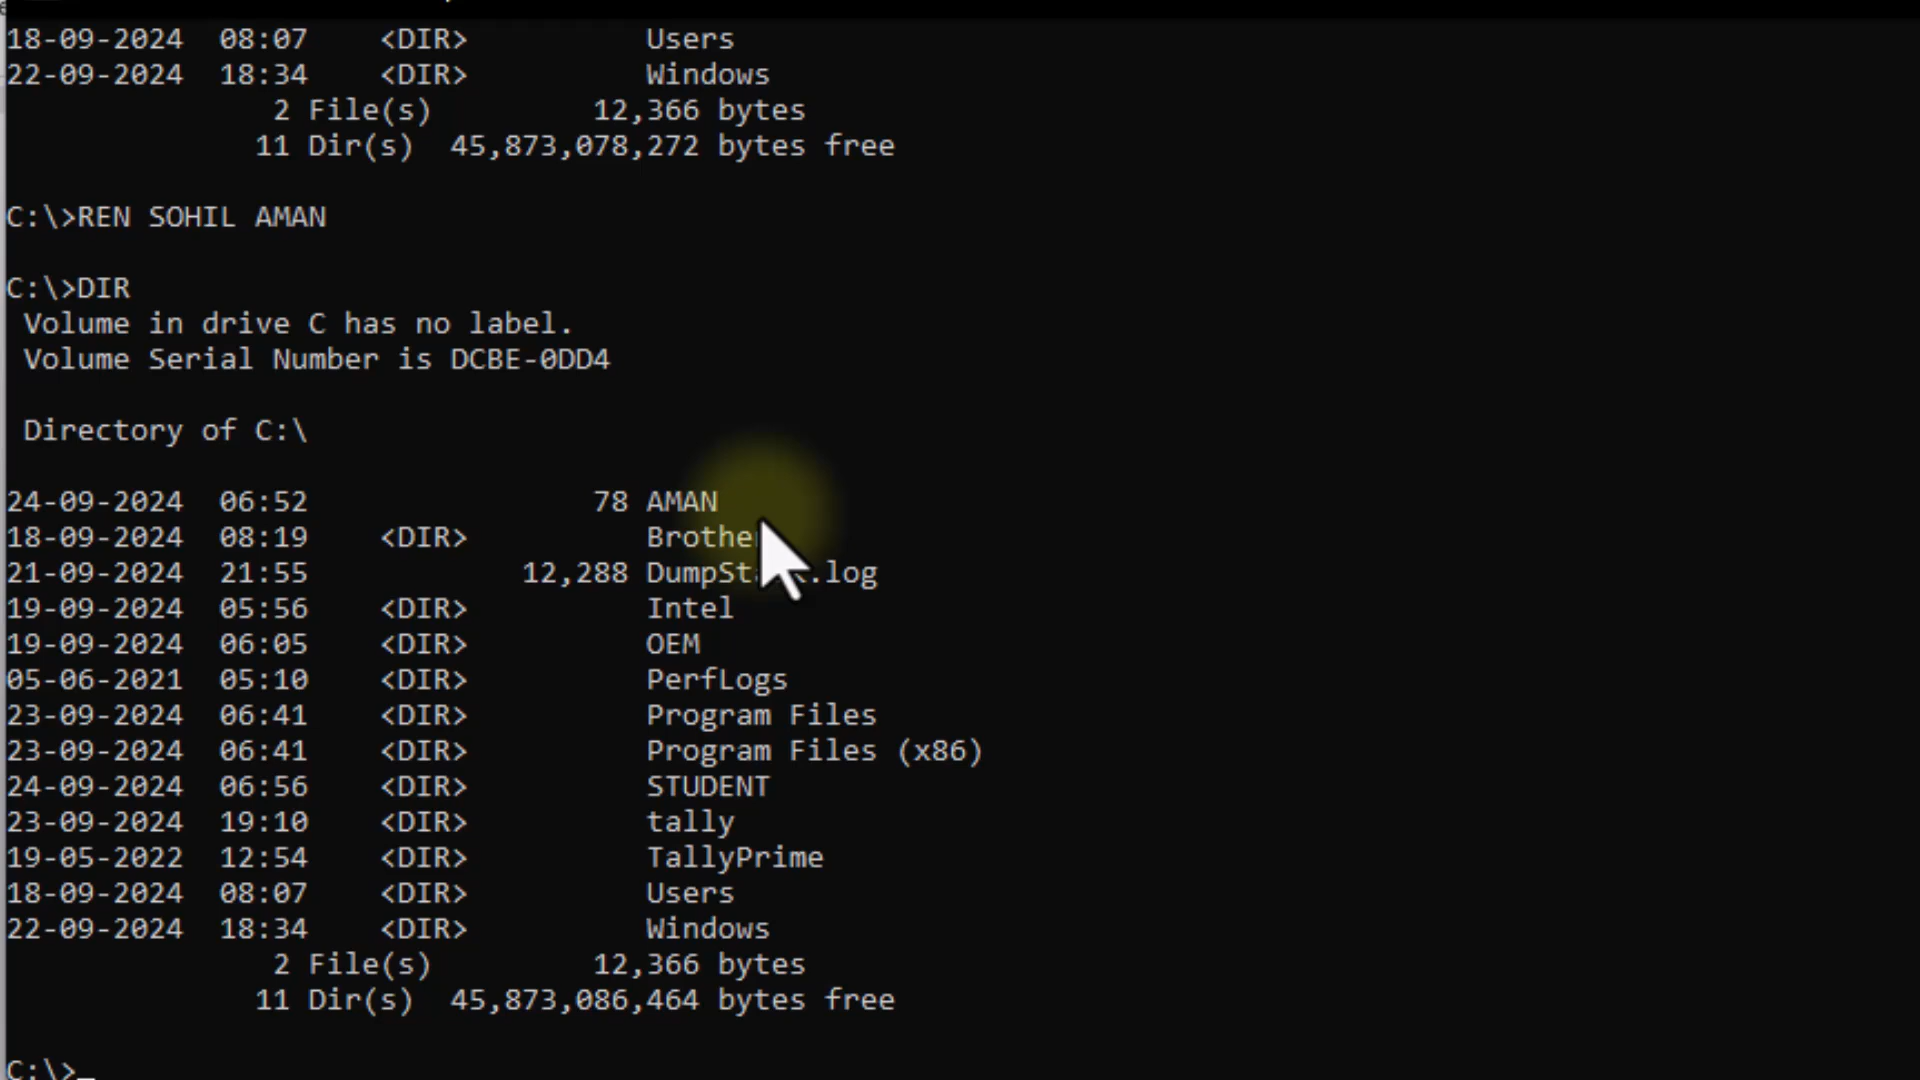 18-09-2024  08:07    <DIR>          Users
22-09-2024  18:34    <DIR>          Windows
               2 File(s)         12,366 bytes
              11 Dir(s)  45,873,078,272 bytes free
C:\>REN SOHIL AMAN
C:\>DIR
 Volume in drive C has no label.
 Volume Serial Number is DCBE-0DD4
 Directory of C:\
24-09-2024  06:52                78 AMAN
18-09-2024  08:19    <DIR>
21-09-2024  21:55            12,288
19-09-2024  05:56    <DIR>          Intel
19-09-2024  06:05    <DIR>          OEM
05-06-2021  05:10    <DIR>          PerfLogs
23-09-2024  06:41    <DIR>          Program Files
23-09-2024  06:41    <DIR>          Program Files (x86)
24-09-2024  06:56    <DIR>          STUDENT
23-09-2024  19:10    <DIR>          tally
19-05-2022  12:54    <DIR>          TallyPrime
18-09-2024  08:07    <DIR>          Users
22-09-2024  18:34    <DIR>          Windows
               2 File(s)         12,366 bytes
              11 Dir(s)  45,873,086,464 bytes free
C:\>_